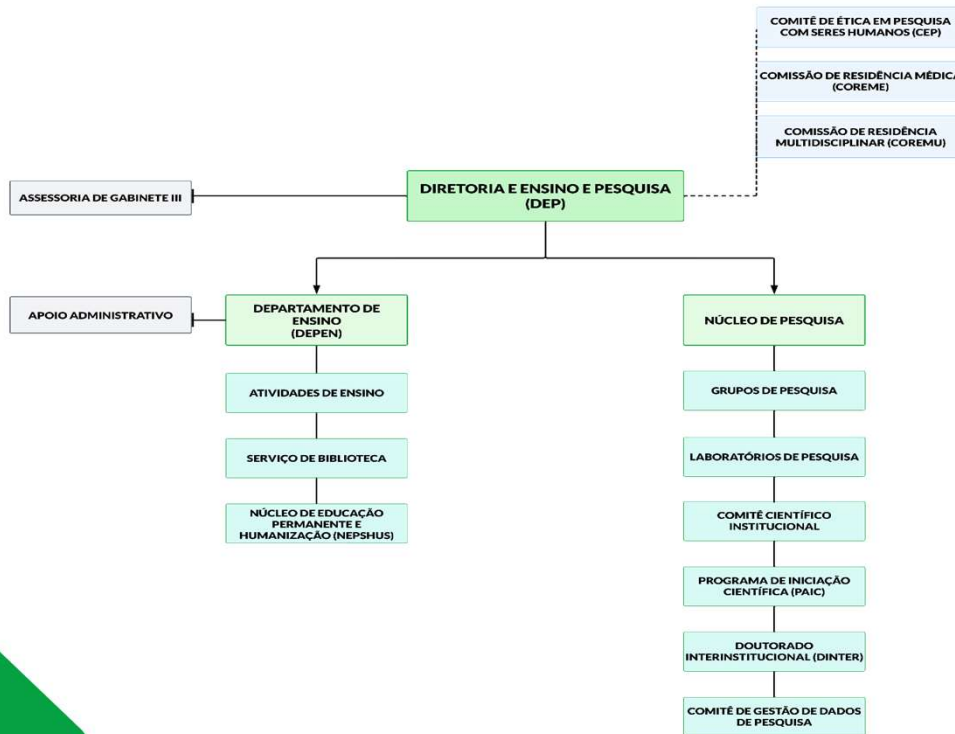 COMITÊ DE ÉTICA EM PESQUISA
COM SERES HUMANOS (CEP)
COMISSÃO DE RESIDÊNCIA MÉDICA
(COREME)
COMISSÃO DE RESIDÊNCIA
MULTIDISCIPLINAR (COREMU)
ASSESSORIA DE GABINETE III
DIRETORIA E ENSINO E PESQUISA
(DEP)
APOIO ADMINISTRATIVO
DEPARTAMENTO DE
ENSINO
(DEPEN)
NÚCLEO DE PESQUISA
ATIVIDADES DE ENSINO
SERVIÇO DE BIBLIOTECA
NÚCLEO DE EDUCAÇÃO
PERMANENTE E
HUMANIZAÇÃO (NEPSHUS)
GRUPOS DE PESQUISA
LABORATÓRIOS DE PESQUISA
COMITÊ CIENTÍFICO
INSTITUCIONAL
PROGRAMA DE INICIAÇÃO
CIENTÍFICA (PAIC)
DOUTORADO
INTERINSTITUCIONAL (DINTER)
COMITÊ DE GESTÃO DE DADOS
DE PESQUISA